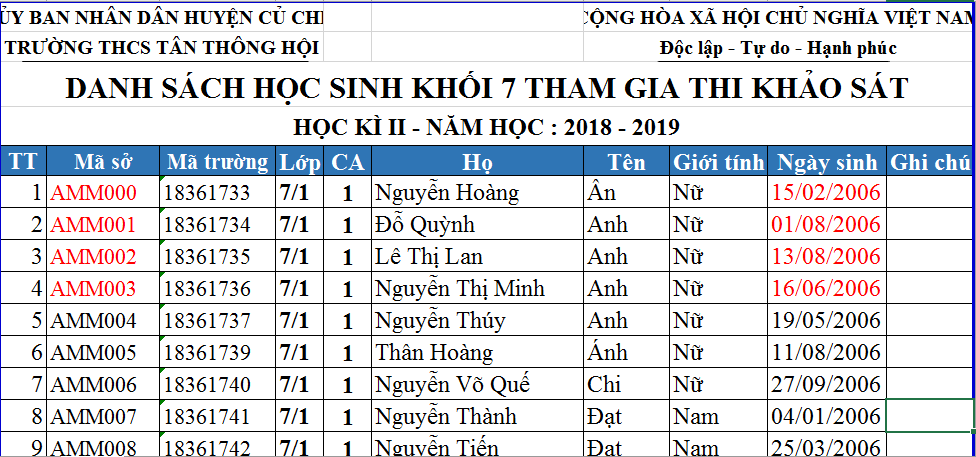 ỦY BAN NHÂN DÂN HUYỆN CỦ CHI CỘNG HÒA XÃ HỘI CHỦ NGHĨA VIỆT NAM
TRƯỜNG THCS TÂN THÔNG HỘI Độc lập - Tự do - Hạnh phúc
DANH SÁCH HỌC SINH KHỐI 7 THAM GIA THI KHẢO SÁT
HỌC KÌ II - NĂM HỌC : 2018 - 2019
TT Mã sở Mã trường Lớp CA Họ Tên Giới tính Ngày sinh Ghi chú
1 AMM000 18361733 7/1 1 Nguyễn Hoàng Ân Nữ 15/02/2006
2 AMM001 18361734 7/1 1 Đỗ Quỳnh Anh Nữ 01/08/2006
3 AMM002 18361735 7/1 1 Lê Thị Lan Anh Nữ 13/08/2006
4 AMM003 18361736 7/1 1 Nguyễn Thị Minh Anh Nữ 16/06/2006
5 AMM004 18361737 7/1 1 Nguyễn Thúy Anh Nữ 19/05/2006
6 AMM005 18361739 7/1 1 Thân Hoàng Ánh Nữ 11/08/2006
7 AMM006 18361740 7/1 1 Nguyễn Võ Quế Chi Nữ 27/09/2006
8 AMM007 18361741 7/1 1 Nguyễn Thành Đạt Nam 04/01/2006
9 AMM008 18361742 7/1 1 Nguyễn Tiến Đạt Nam 25/03/2006